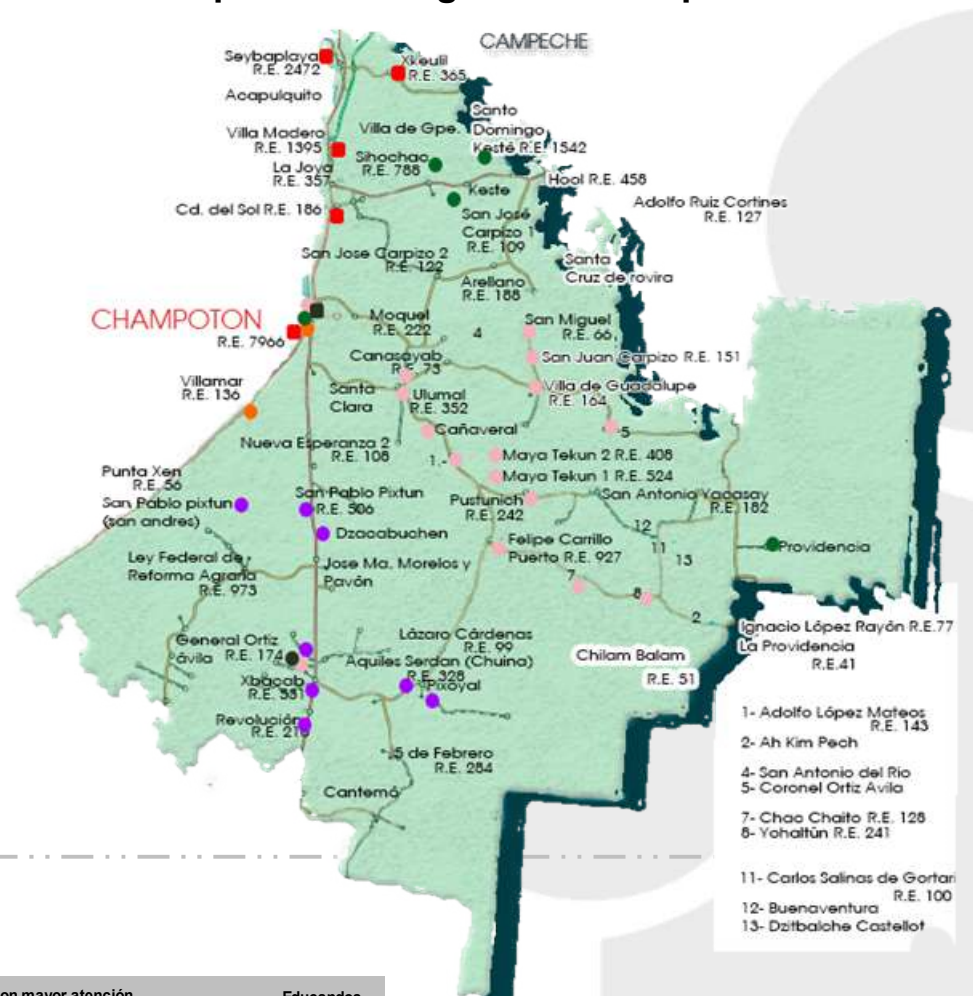 CAMPECHE
Seybaplaya
R.E. 2472
Xkeulil
R.E. 365
Acapulquito
Santo
Domingo
Kesté R.E. 1542
Villa Madero
R.E. 1395
Villa de Gpe.
Sihochac
R.E. 788
La Joya
R.E. 357
Hool R.E. 458
Keste
Adolfo Ruiz Cortines
R.E. 127
Cd. del Sol R.E. 186
San José
Carpizo 1
R.E. 109
San Jose Carpizo 2
R.E. 122
Santa
Cruz de rovira
Arellano
R.E. 188
CHAMPOTON
R.E. 7966
Moquel
R.E. 222
4
San Miguel
R.E. 66
Canasayab
R.E. 73
San Juan Carpizo R.E. 151
Villamar
R.E. 136
Santa
Clara
Ulumal
R.E. 352
Villa de Guadalupe
R.E. 164
Cañaveral
5
Nueva Esperanza 2
R.E. 108
1.-
Maya Tekun 2 R.E. 408
Maya Tekun 1 R.E. 524
Punta Xen
R.E. 56
San Pablo pixtun
(san andres)
San Pablo Pixtun
R.E. 506
Pustunich
R.E. 242
San Antonio Yacasay
R.E. 182
Dzacabuchen
12
Felipe Carrillo
Puerto R.E. 927
11
13
Providencia
Ley Federal de
Reforma Agraria
R.E. 973
Jose Ma. Morelos y
Pavón
7
8
2
Ignacio López Rayón R.E.77
La Providencia
R.E.41
General Ortiz
ávila R.E. 174
Lázaro Cárdenas
R.E. 99
Aquiles Serdan (Chuina)
R.E. 328
Chilam Balam
R.E. 51
Xbacab
R.E. 331
Pixoyal
Revolución
R.E.
5 de Febrero
R.E. 284
Cantemó
1- Adolfo López Mateos
R.E. 143
2- Ah Kim Pech
4- San Antonio del Río
5- Coronel Ortiz Avila
7- Chac Chaito R.E. 128
8- Yohaltún R.E. 241
11- Carlos Salinas de Gortari
R.E. 100
12- Buenaventura
13- Dzitbalche Castellot
on mayor atención
Educandos